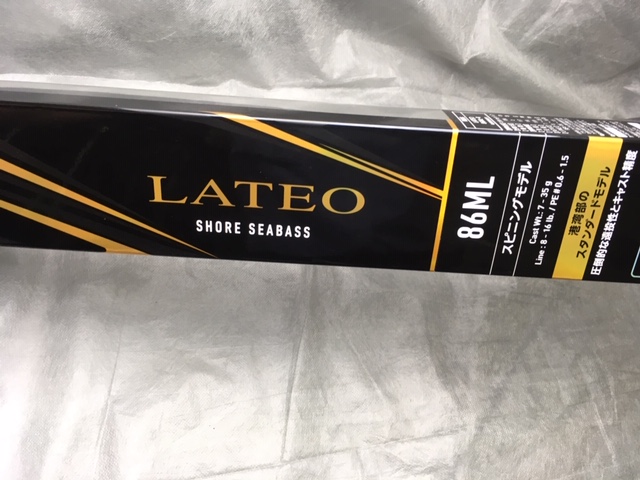 LATEO
SHORE SEABASS
86ML
スピニングモデル
Cast Wt.: 7 - 35 g
Line : 8 - 16 lb. / PE #0.6 - 1.5
港湾部の
スタンダードモデル
圧倒的な遠投性とキャスト精度